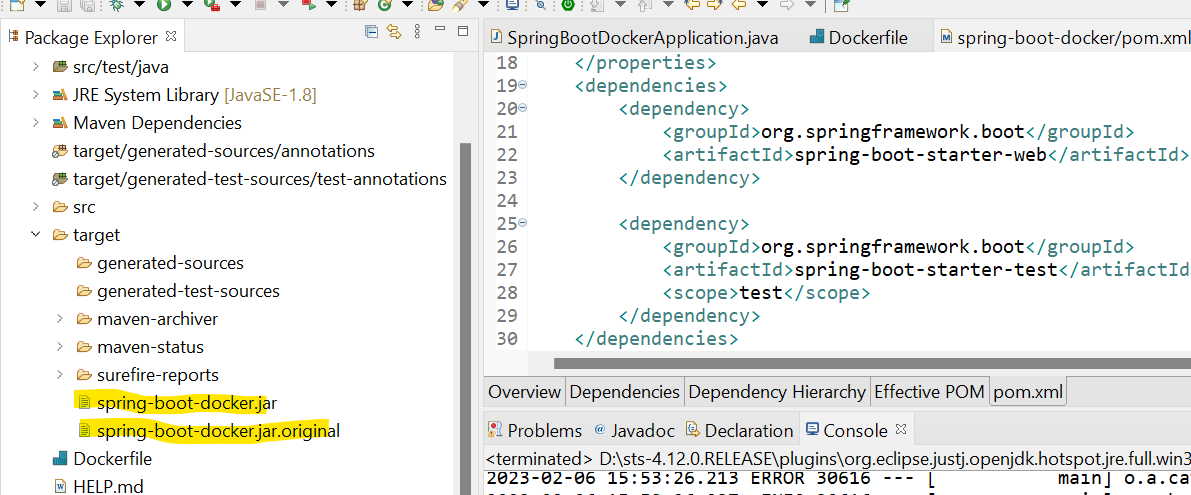 Package Explorer
src/test/java
JRE System Library [JavaSE-1.8]
Maven Dependencies
target/generated-sources/annotations
target/generated-test-sources/test-annotations
src
target
generated-sources
generated-test-sources
maven-archiver
maven-status
surefire-reports
spring-boot-docker.jar
spring-boot-docker.jar.original
Dockerfile
HELP.md
SpringBootDockerApplication.java
Dockerfile
spring-boot-docker/pom.xml
18 </properties>
19 <dependencies>
20 <dependency>
21 <groupId>org.springframework.boot</groupId>
22 <artifactId>spring-boot-starter-web</artifactId>
23 </dependency>
24
25 <dependency>
26 <groupId>org.springframework.boot</groupId>
27 <artifactId>spring-boot-starter-test</artifactId
28 <scope>test</scope>
29 </dependency>
30 </dependencies>
Overview Dependencies Dependency Hierarchy Effective POM pom.xml
Problems @ Javadoc Declaration Console
<terminated> D:\sts-4.12.0.RELEASE\plugins\org.eclipse.justj.openjdk.hotspot.jre.full.win3
2023-02-06 15:53:26.213 ERROR 30616 --- [ main] o.a.ca